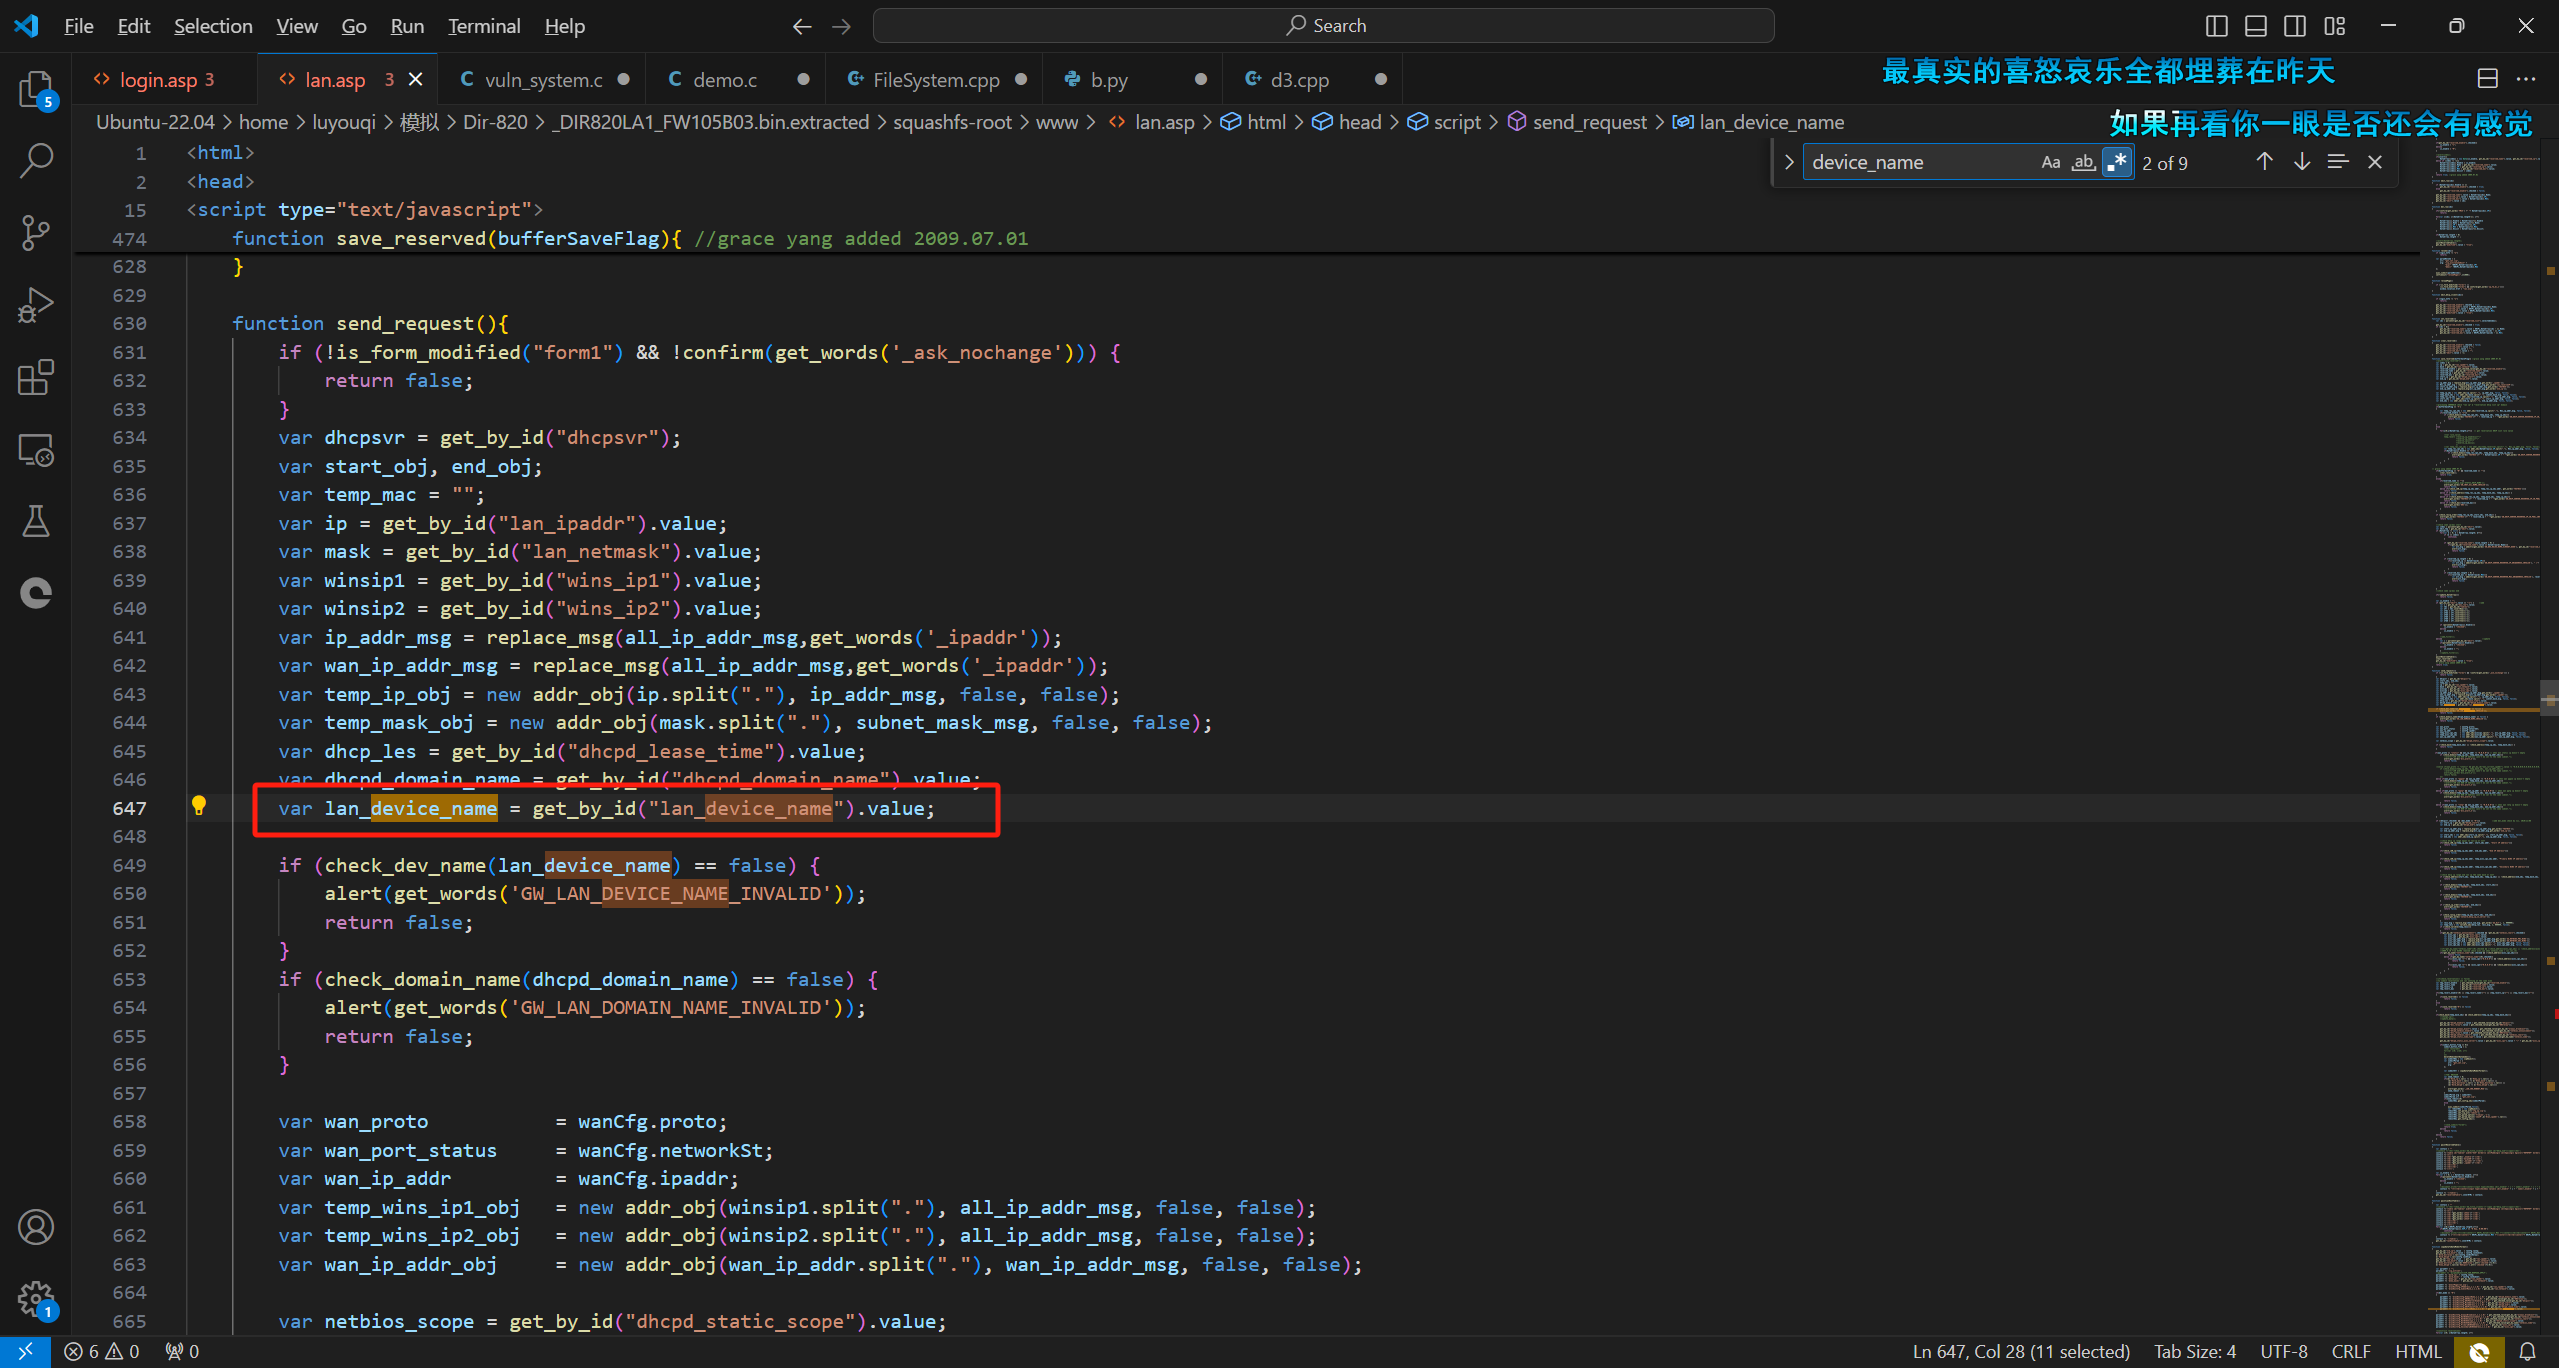 File Edit Selection View Go Run Terminal Help
Search
login.asp 3
lan.asp 3
vuln_system.c
demo.c
FileSystem.cpp
b.py
d3.cpp
最真实的喜怒哀乐全都埋葬在昨天
如果再看你一眼是否还会有感觉
Ubuntu-22.04 > home > luyouqi > 模拟 > Dir-820 > _DIR820LA1_FW105B03.bin.extracted > squashfs-root > www > lan.asp > html > head > script > send_request > lan_device_name
device_name Aa ab .* 2 of 9
1 <html>
2 <head>
15 <script type="text/javascript">
474 function save_reserved(bufferSaveFlag){ //grace yang added 2009.07.01
628 }
629
630 function send_request(){
631 if (!is_form_modified("form1") && !confirm(get_words('_ask_nochange'))) {
632 return false;
633 }
634 var dhcpsvr = get_by_id("dhcpsvr");
635 var start_obj, end_obj;
636 var temp_mac = "";
637 var ip = get_by_id("lan_ipaddr").value;
638 var mask = get_by_id("lan_netmask").value;
639 var winsip1 = get_by_id("wins_ip1").value;
640 var winsip2 = get_by_id("wins_ip2").value;
641 var ip_addr_msg = replace_msg(all_ip_addr_msg,get_words('_ipaddr'));
642 var wan_ip_addr_msg = replace_msg(all_ip_addr_msg,get_words('_ipaddr'));
643 var temp_ip_obj = new addr_obj(ip.split("."), ip_addr_msg, false, false);
644 var temp_mask_obj = new addr_obj(mask.split("."), subnet_mask_msg, false, false);
645 var dhcp_les = get_by_id("dhcpd_lease_time").value;
646 var dhcpd_domain_name = get_by_id("dhcpd_domain_name").value;
647 var lan_device_name = get_by_id("lan_device_name").value;
648
649 if (check_dev_name(lan_device_name) == false) {
650 alert(get_words('GW_LAN_DEVICE_NAME_INVALID'));
651 return false;
652 }
653 if (check_domain_name(dhcpd_domain_name) == false) {
654 alert(get_words('GW_LAN_DOMAIN_NAME_INVALID'));
655 return false;
656 }
657
658 var wan_proto = wanCfg.proto;
659 var wan_port_status = wanCfg.networkSt;
660 var wan_ip_addr = wanCfg.ipaddr;
661 var temp_wins_ip1_obj = new addr_obj(winsip1.split("."), all_ip_addr_msg, false, false);
662 var temp_wins_ip2_obj = new addr_obj(winsip2.split("."), all_ip_addr_msg, false, false);
663 var wan_ip_addr_obj = new addr_obj(wan_ip_addr.split("."), wan_ip_addr_msg, false, false);
664
665 var netbios_scope = get_by_id("dhcpd_static_scope").value;
5
1
6 0 0
Ln 647, Col 28 (11 selected) Tab Size: 4 UTF-8 CRLF HTML